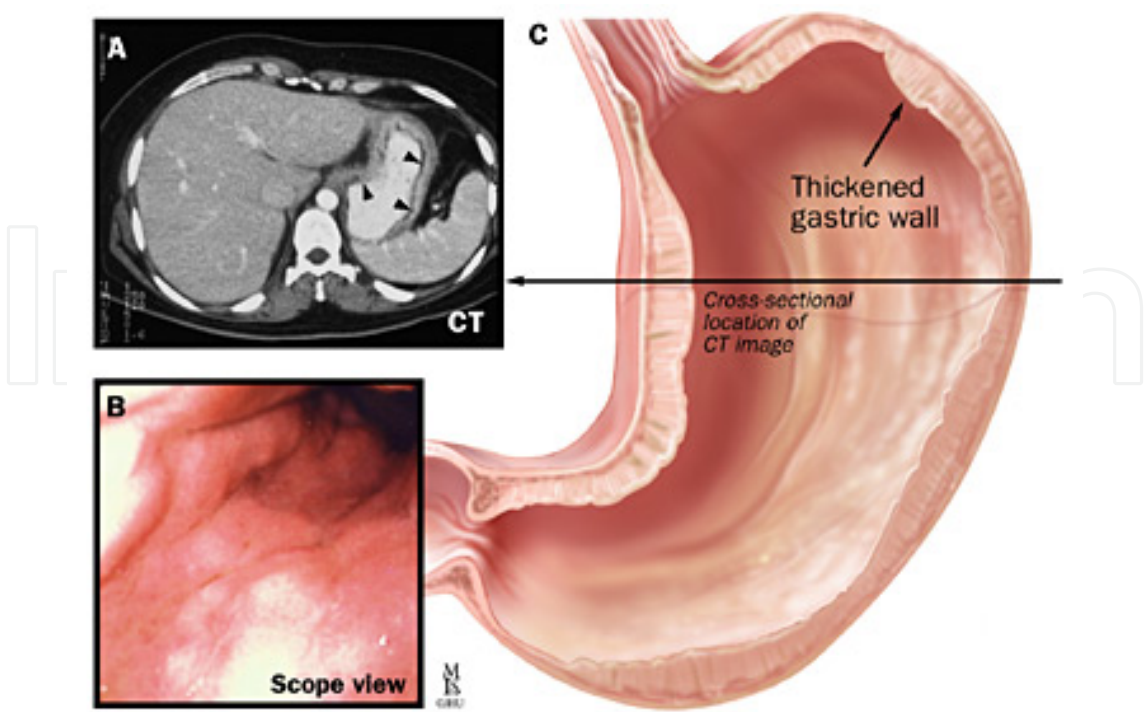 A
CT
B
Scope view
C
Thickened
gastric wall
Cross-sectional
location of
CT image